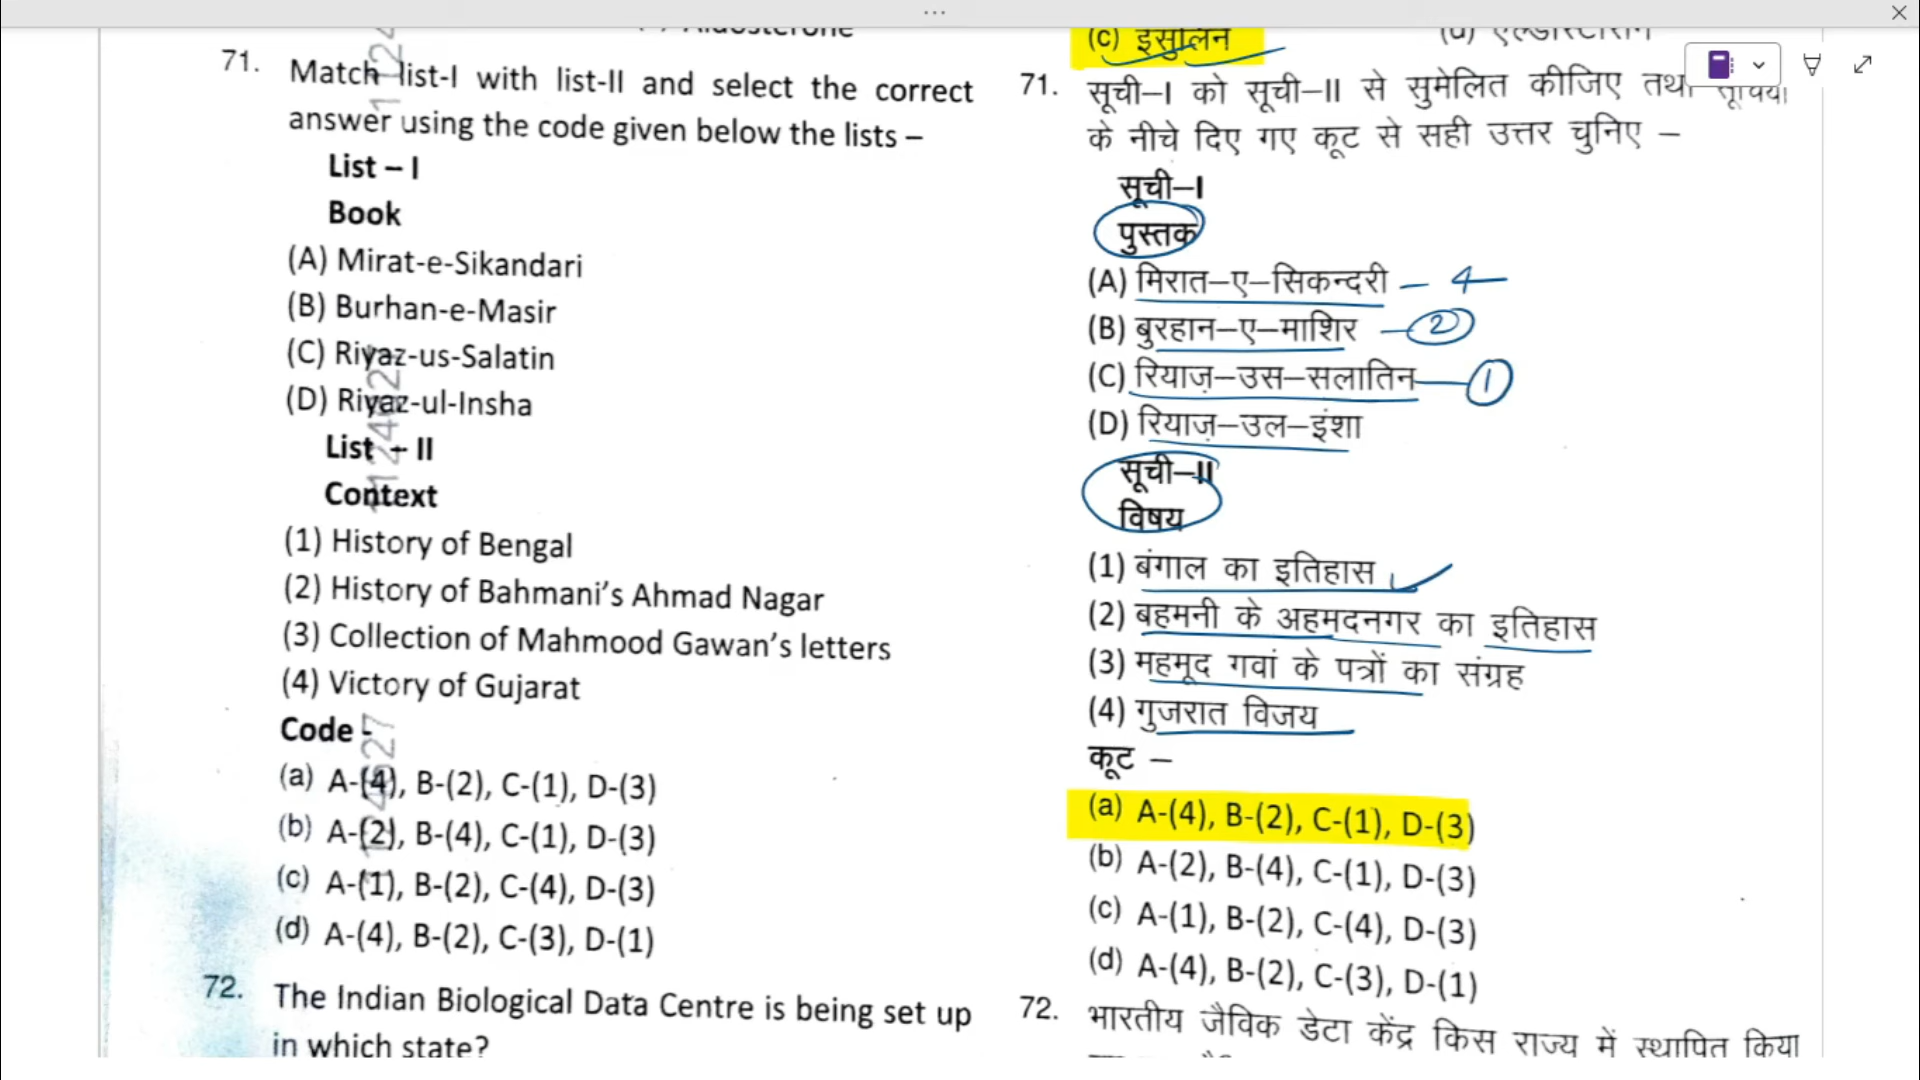 71. Match list-I with list-II and select the correct
answer using the code given below the lists –
List – I
Book
(A) Mirat-e-Sikandari
(B) Burhan-e-Masir
(C) Riyaz-us-Salatin
(D) Riyaz-ul-Insha
List – II
Context
(1) History of Bengal
(2) History of Bahmani's Ahmad Nagar
(3) Collection of Mahmood Gawan's letters
(4) Victory of Gujarat
Code -
(a) A-(4), B-(2), C-(1), D-(3)
(b) A-(2), B-(4), C-(1), D-(3)
(c) A-(1), B-(2), C-(4), D-(3)
(d) A-(4), B-(2), C-(3), D-(1)
72. The Indian Biological Data Centre is being set up
in which state?
(c) इंसुलिन
71. सूची–I को सूची–II से सुमेलित कीजिए तथा
के नीचे दिए गए कूट से सही उत्तर चुनिए –
सूची–I
पुस्तक
(A) मिरात–ए–सिकन्दरी – 4
(B) बुरहान–ए–माशिर – 2
(C) रियाज़–उस–सलातिन – 1
(D) रियाज़–उल–इंशा
सूची–II
विषय
(1) बंगाल का इतिहास
(2) बहमनी के अहमदनगर का इतिहास
(3) महमूद गवां के पत्रों का संग्रह
(4) गुजरात विजय
कूट –
(a) A-(4), B-(2), C-(1), D-(3)
(b) A-(2), B-(4), C-(1), D-(3)
(c) A-(1), B-(2), C-(4), D-(3)
(d) A-(4), B-(2), C-(3), D-(1)
72. भारतीय जैविक डेटा केंद्र किस राज्य में स्थापित किया